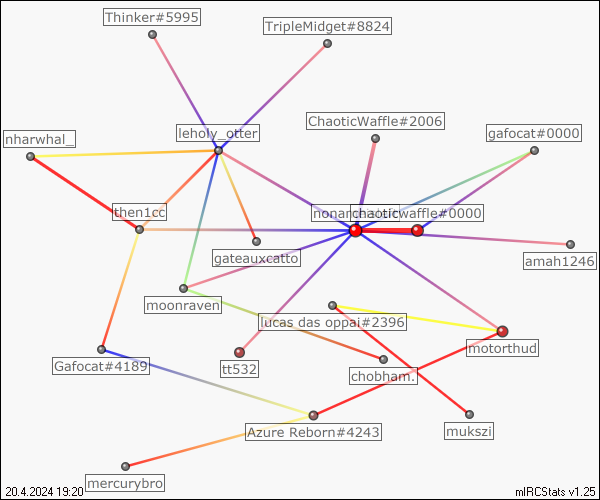 Thinker#5995
TripleMidget#8824
ChaoticWaffle#2006
leholy_otter
gafocat#0000
nharwhal_
then1cc
chaoticwaffle#0000
gateauxcatto
amah1246
moonraven
lucas das oppai#2396
motorthud
Gafocat#4189
tt532
chobham.
Azure Reborn#4243
mukszi
mercurybro
20.4.2024 19:20
mIRCStats v1.25